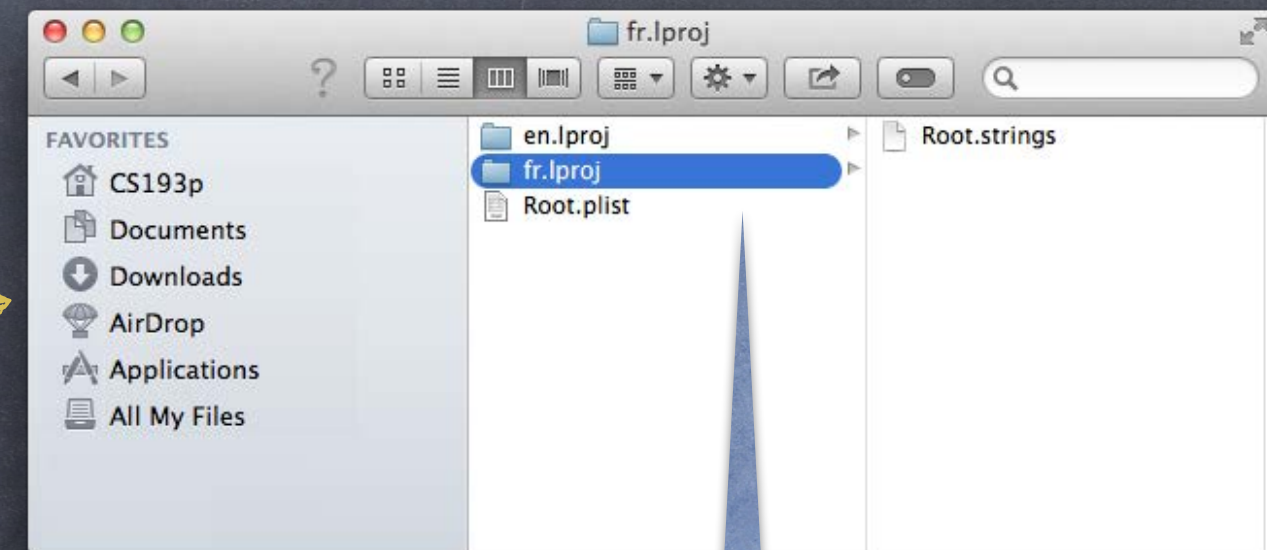 fr.lproj
FAVORITES
CS193p
Documents
Downloads
AirDrop
Applications
All My Files
en.lproj
fr.lproj
Root.plist
Root.strings